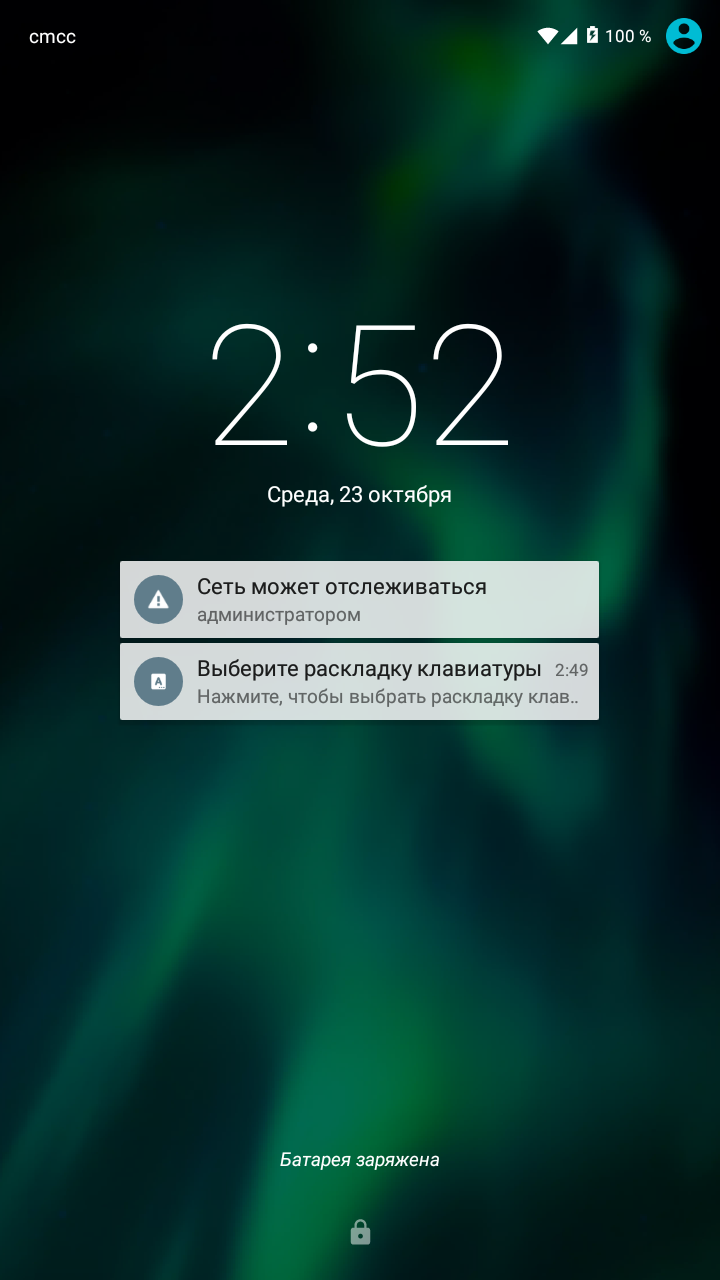 cmcc
100 %
2:52
Среда, 23 октября
Сеть может отслеживаться
администратором
Выберите раскладку клавиатуры 2:49
Нажмите, чтобы выбрать раскладку клав..
Батарея заряжена